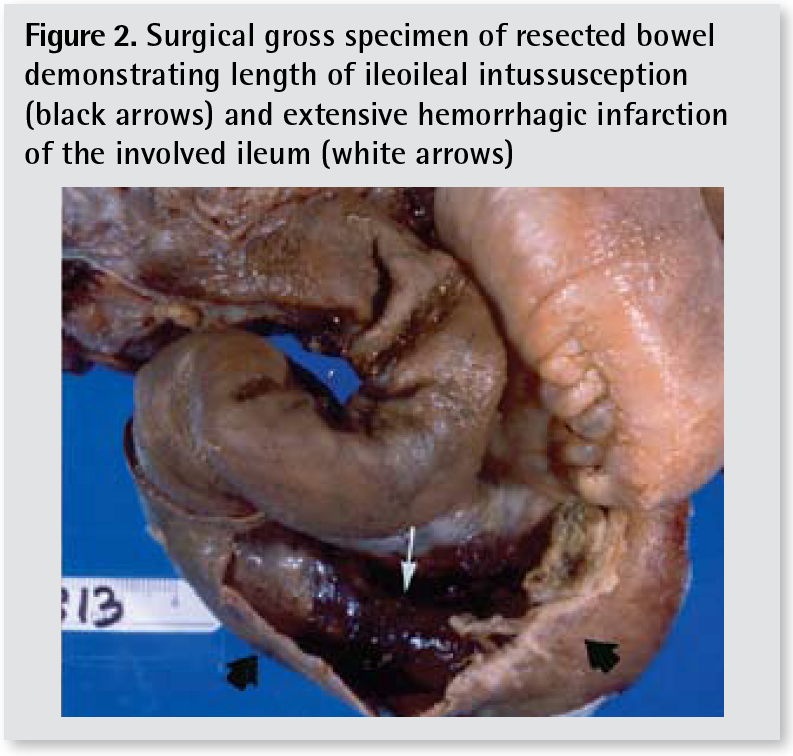 Figure 2. Surgical gross specimen of resected bowel
demonstrating length of ileoileal intussusception
(black arrows) and extensive hemorrhagic infarction
of the involved ileum (white arrows)
313